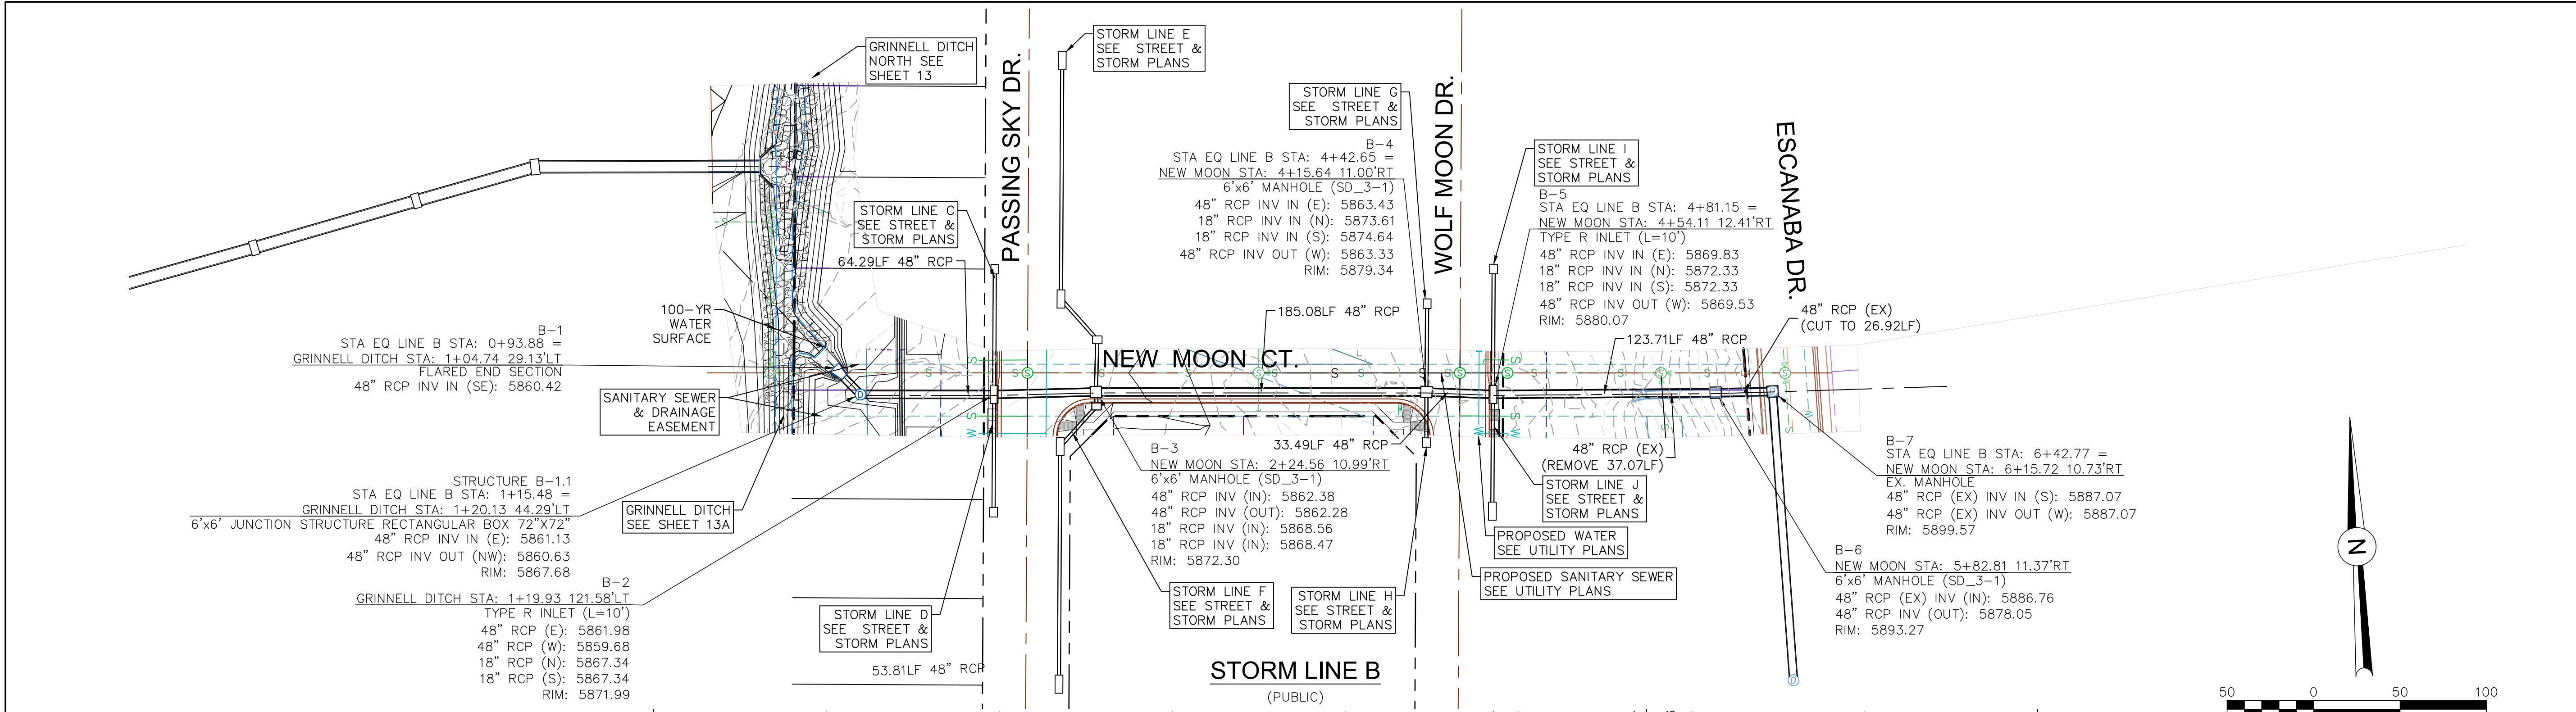 GRINNELL DITCH
NORTH SEE
SHEET 13
PASSING SKY DR.
STORM LINE E
SEE STREET &
STORM PLANS
STORM LINE G
SEE STREET &
STORM PLANS
WOLF MOON DR.
B-4
STA EQ LINE B STA: 4+42.65 =
NEW MOON STA: 4+15.64 11.00'RT
6'x6' MANHOLE (SD_3-1)
48" RCP INV IN (E): 5863.43
18" RCP INV IN (N): 5873.61
18" RCP INV IN (S): 5874.64
48" RCP INV OUT (W): 5863.33
RIM: 5879.34
STORM LINE I
SEE STREET &
STORM PLANS
B-5
STA EQ LINE B STA: 4+81.15 =
NEW MOON STA: 4+54.11 12.41'RT
TYPE R INLET (L=10')
48" RCP INV IN (E): 5869.83
18" RCP INV IN (N): 5872.33
18" RCP INV IN (S): 5872.33
48" RCP INV OUT (W): 5869.53
RIM: 5880.07
ESCANABA DR.
48" RCP (EX)
(CUT TO 26.92LF)
STORM LINE C
SEE STREET &
STORM PLANS
64.29LF 48" RCP
100-YR
WATER
SURFACE
185.08LF 48" RCP
123.71LF 48" RCP
NEW MOON CT.
B-1
STA EQ LINE B STA: 0+93.88 =
GRINNELL DITCH STA: 1+04.74 29.13'LT
FLARED END SECTION
48" RCP INV IN (SE): 5860.42
SANITARY SEWER
& DRAINAGE
EASEMENT
STRUCTURE B-1.1
STA EQ LINE B STA: 1+15.48 =
GRINNELL DITCH STA: 1+20.13 44.29'LT
6'x6' JUNCTION STRUCTURE RECTANGULAR BOX 72"X72"
48" RCP INV IN (E): 5861.13
48" RCP INV OUT (NW): 5860.63
RIM: 5867.68
GRINNELL DITCH
SEE SHEET 13A
B-2
GRINNELL DITCH STA: 1+19.93 121.58'LT
TYPE R INLET (L=10')
48" RCP (E): 5861.98
48" RCP (W): 5859.68
18" RCP (N): 5867.34
18" RCP (S): 5867.34
RIM: 5871.99
STORM LINE D
SEE STREET &
STORM PLANS
53.81LF 48" RCP
B-3
NEW MOON STA: 2+24.56 10.99'RT
6'x6' MANHOLE (SD_3-1)
48" RCP INV (IN): 5862.38
48" RCP INV (OUT): 5862.28
18" RCP INV (IN): 5868.56
18" RCP INV (IN): 5868.47
RIM: 5872.30
33.49LF 48" RCP
STORM LINE F
SEE STREET &
STORM PLANS
STORM LINE H
SEE STREET &
STORM PLANS
48" RCP (EX)
(REMOVE 37.07LF)
STORM LINE J
SEE STREET &
STORM PLANS
PROPOSED WATER
SEE UTILITY PLANS
PROPOSED SANITARY SEWER
SEE UTILITY PLANS
B-7
STA EQ LINE B STA: 6+42.77 =
NEW MOON STA: 6+15.72 10.73'RT
EX. MANHOLE
48" RCP (EX) INV IN (S): 5887.07
48" RCP (EX) INV OUT (W): 5887.07
RIM: 5899.57
B-6
NEW MOON STA: 5+82.81 11.37'RT
6'x6' MANHOLE (SD_3-1)
48" RCP (EX) INV (IN): 5886.76
48" RCP INV (OUT): 5878.05
RIM: 5893.27
STORM LINE B
(PUBLIC)
N
50 0 50 100